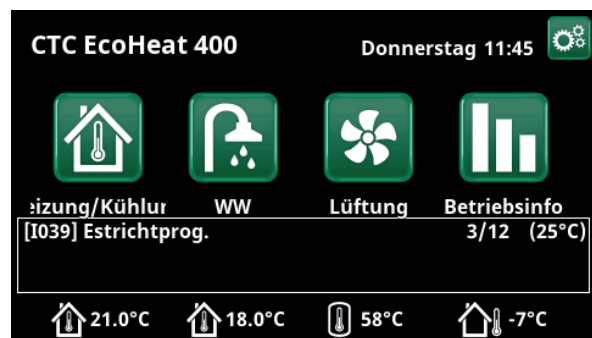 CTC EcoHeat 400 Donnerstag 11:45
eizung/Kühlur WW Lüftung Betriebsinfo
[I039] Estrichtprog. 3/12 (25°C)
21.0°C 18.0°C 58°C -7°C